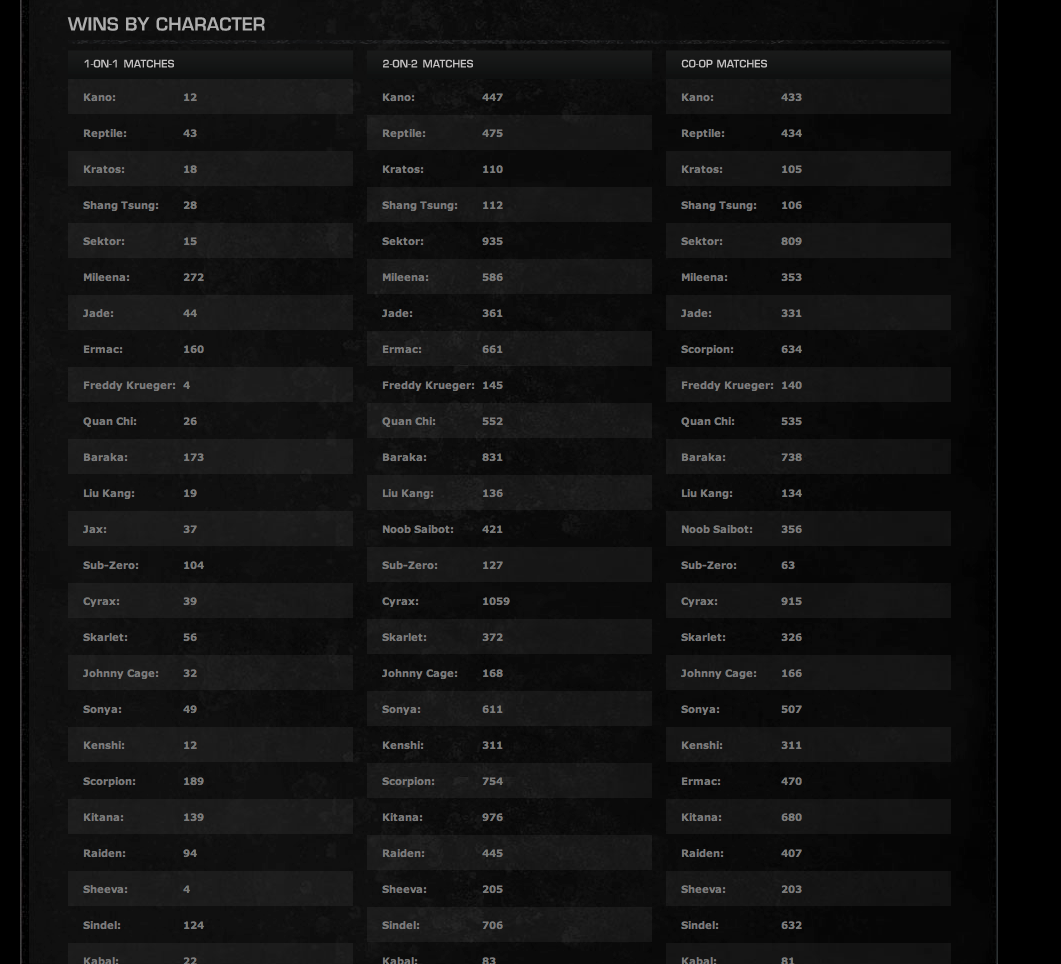 WINS BY CHARACTER
1-ON-1 MATCHES 2-ON-2 MATCHES CO-OP MATCHES
Kano: 12 Kano: 447 Kano: 433
Reptile: 43 Reptile: 475 Reptile: 434
Kratos: 18 Kratos: 110 Kratos: 105
Shang Tsung: 28 Shang Tsung: 112 Shang Tsung: 106
Sektor: 15 Sektor: 935 Sektor: 809
Mileena: 272 Mileena: 586 Mileena: 353
Jade: 44 Jade: 361 Jade: 331
Ermac: 160 Ermac: 661 Scorpion: 634
Freddy Krueger: 4 Freddy Krueger: 145 Freddy Krueger: 140
Quan Chi: 26 Quan Chi: 552 Quan Chi: 535
Baraka: 173 Baraka: 831 Baraka: 738
Liu Kang: 19 Liu Kang: 136 Liu Kang: 134
Jax: 37 Noob Saibot: 421 Noob Saibot: 356
Sub-Zero: 104 Sub-Zero: 127 Sub-Zero: 63
Cyrax: 39 Cyrax: 1059 Cyrax: 915
Skarlet: 56 Skarlet: 372 Skarlet: 326
Johnny Cage: 32 Johnny Cage: 168 Johnny Cage: 166
Sonya: 49 Sonya: 611 Sonya: 507
Kenshi: 12 Kenshi: 311 Kenshi: 311
Scorpion: 189 Scorpion: 754 Ermac: 470
Kitana: 139 Kitana: 976 Kitana: 680
Raiden: 94 Raiden: 445 Raiden: 407
Sheeva: 4 Sheeva: 205 Sheeva: 203
Sindel: 124 Sindel: 706 Sindel: 632
Kabal: 22 Kabal: 83 Kabal: 81